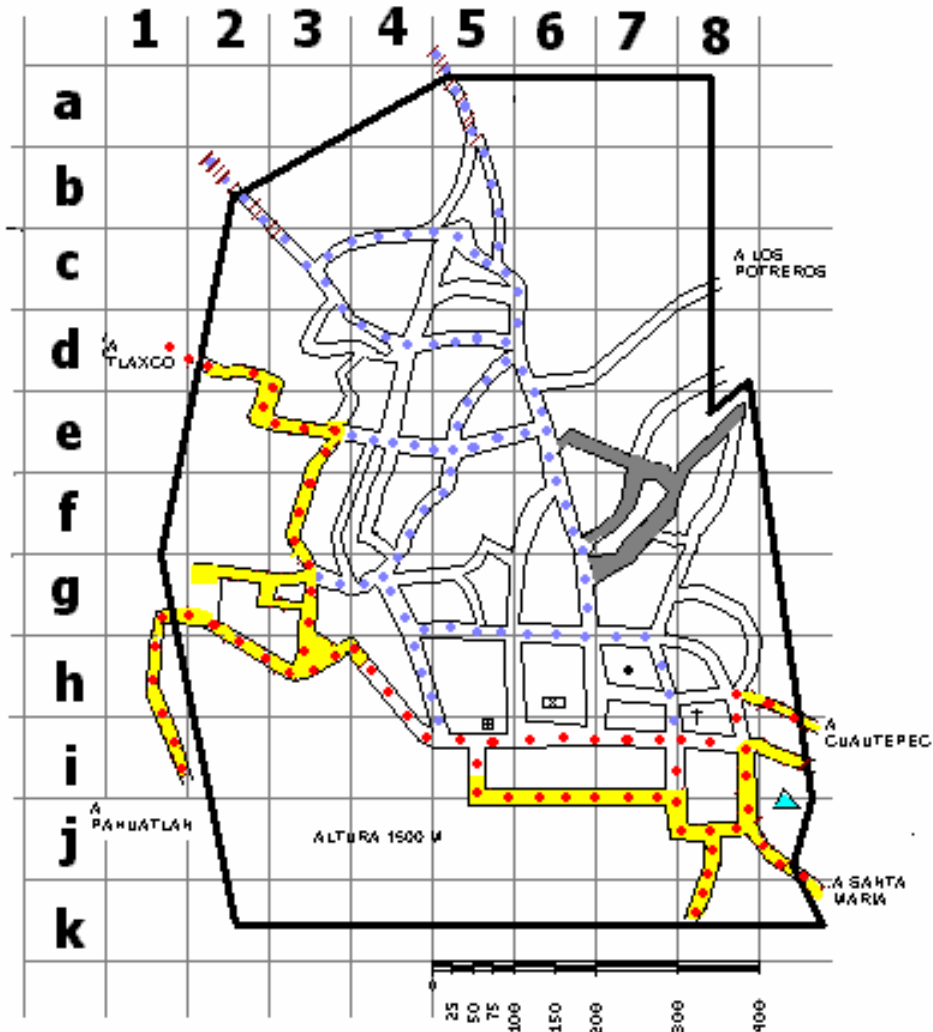 1 2 3 4 5 6 7 8
a
b
c
A LOS
POTREROS
d
A
TLAXCO
e
f
g
h
A
CUAUTEPEC
i
A
PAHUATLAN
j
ALTURA 1500 M
A SANTA
MARIA
k
0 25 50 75 100 150 200 300 400